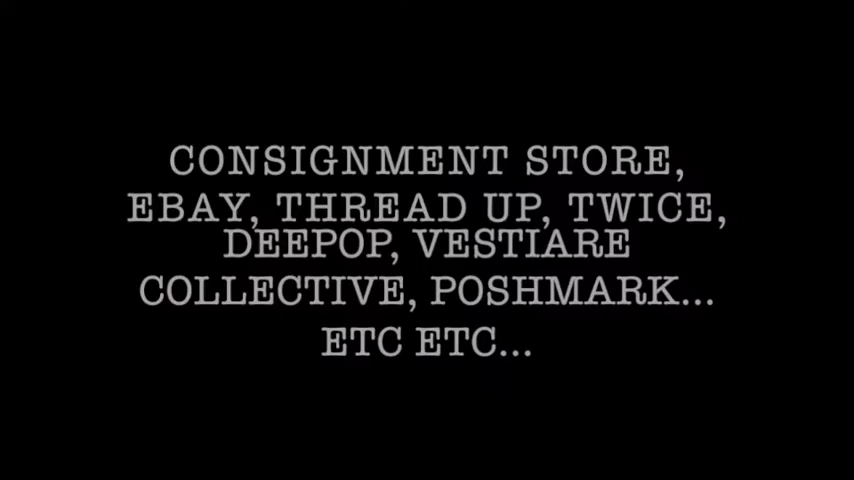 CONSIGNMENT STORE,
EBAY, THREAD UP, TWICE,
DEEPOP, VESTIARE
COLLECTIVE, POSHMARK...
ETC ETC...